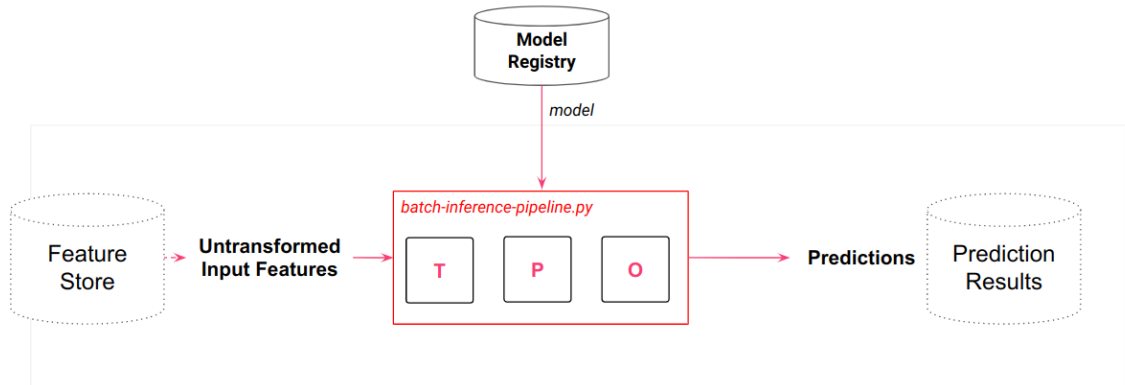 Model
Registry
model
batch-inference-pipeline.py
Feature
Store
Untransformed
Input Features
T
P
O
Predictions
Prediction
Results